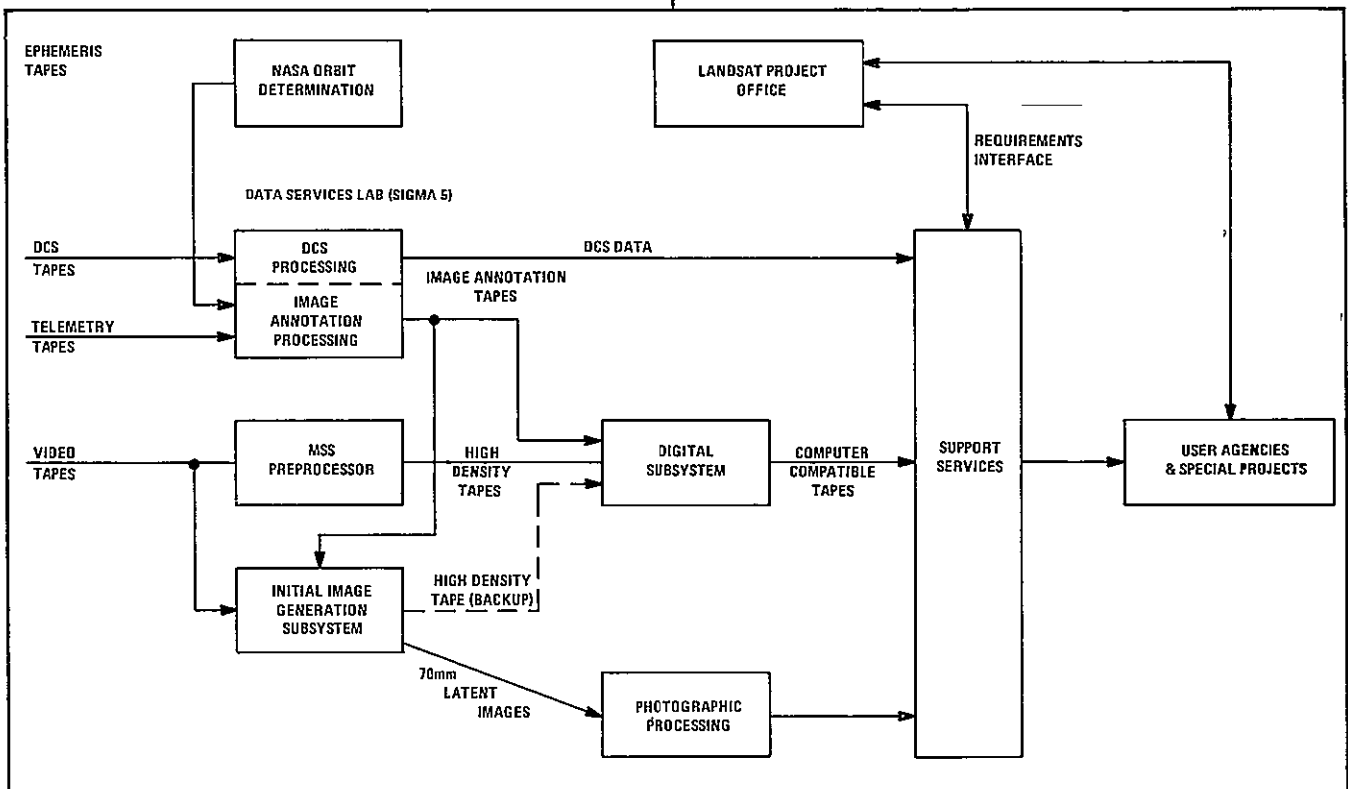 EPHEMERIS
TAPES
NASA ORBIT
DETERMINATION
LANDSAT PROJECT
OFFICE
REQUIREMENTS
INTERFACE
DATA SERVICES LAB (SIGMA 5)
DCS
TAPES
DCS
PROCESSING
DCS DATA
IMAGE ANNOTATION
TAPES
TELEMETRY
TAPES
IMAGE
ANNOTATION
PROCESSING
VIDEO
TAPES
MSS
PREPROCESSOR
HIGH
DENSITY
TAPES
DIGITAL
SUBSYSTEM
COMPUTER
COMPATIBLE
TAPES
SUPPORT
SERVICES
USER AGENCIES
& SPECIAL PROJECTS
INITIAL IMAGE
GENERATION
SUBSYSTEM
HIGH DENSITY
TAPE (BACKUP)
70mm
LATENT
IMAGES
PHOTOGRAPHIC
PROCESSING